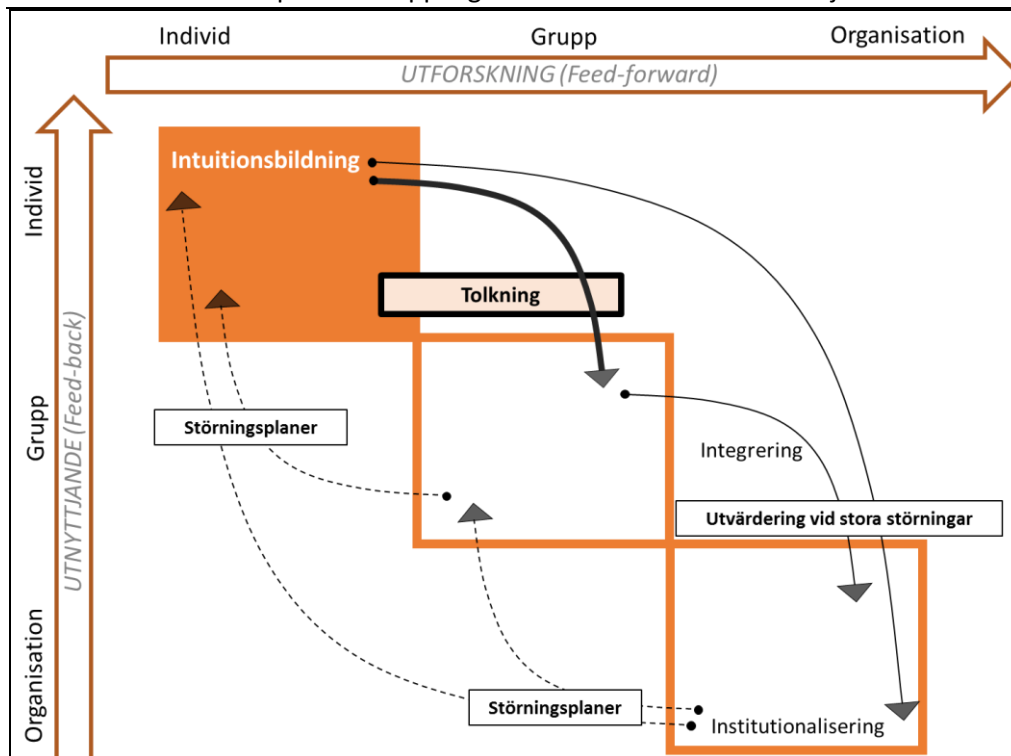 Individ
Grupp
Organisation
UTFORSKNING (Feed-forward)
Intuitionsbildning
Individ
Tolkning
Grupp
UTNYTTJANDE (Feed-back)
Störningsplaner
Integrering
Utvärdering vid stora störningar
Organisation
Störningsplaner
Institutionalisering